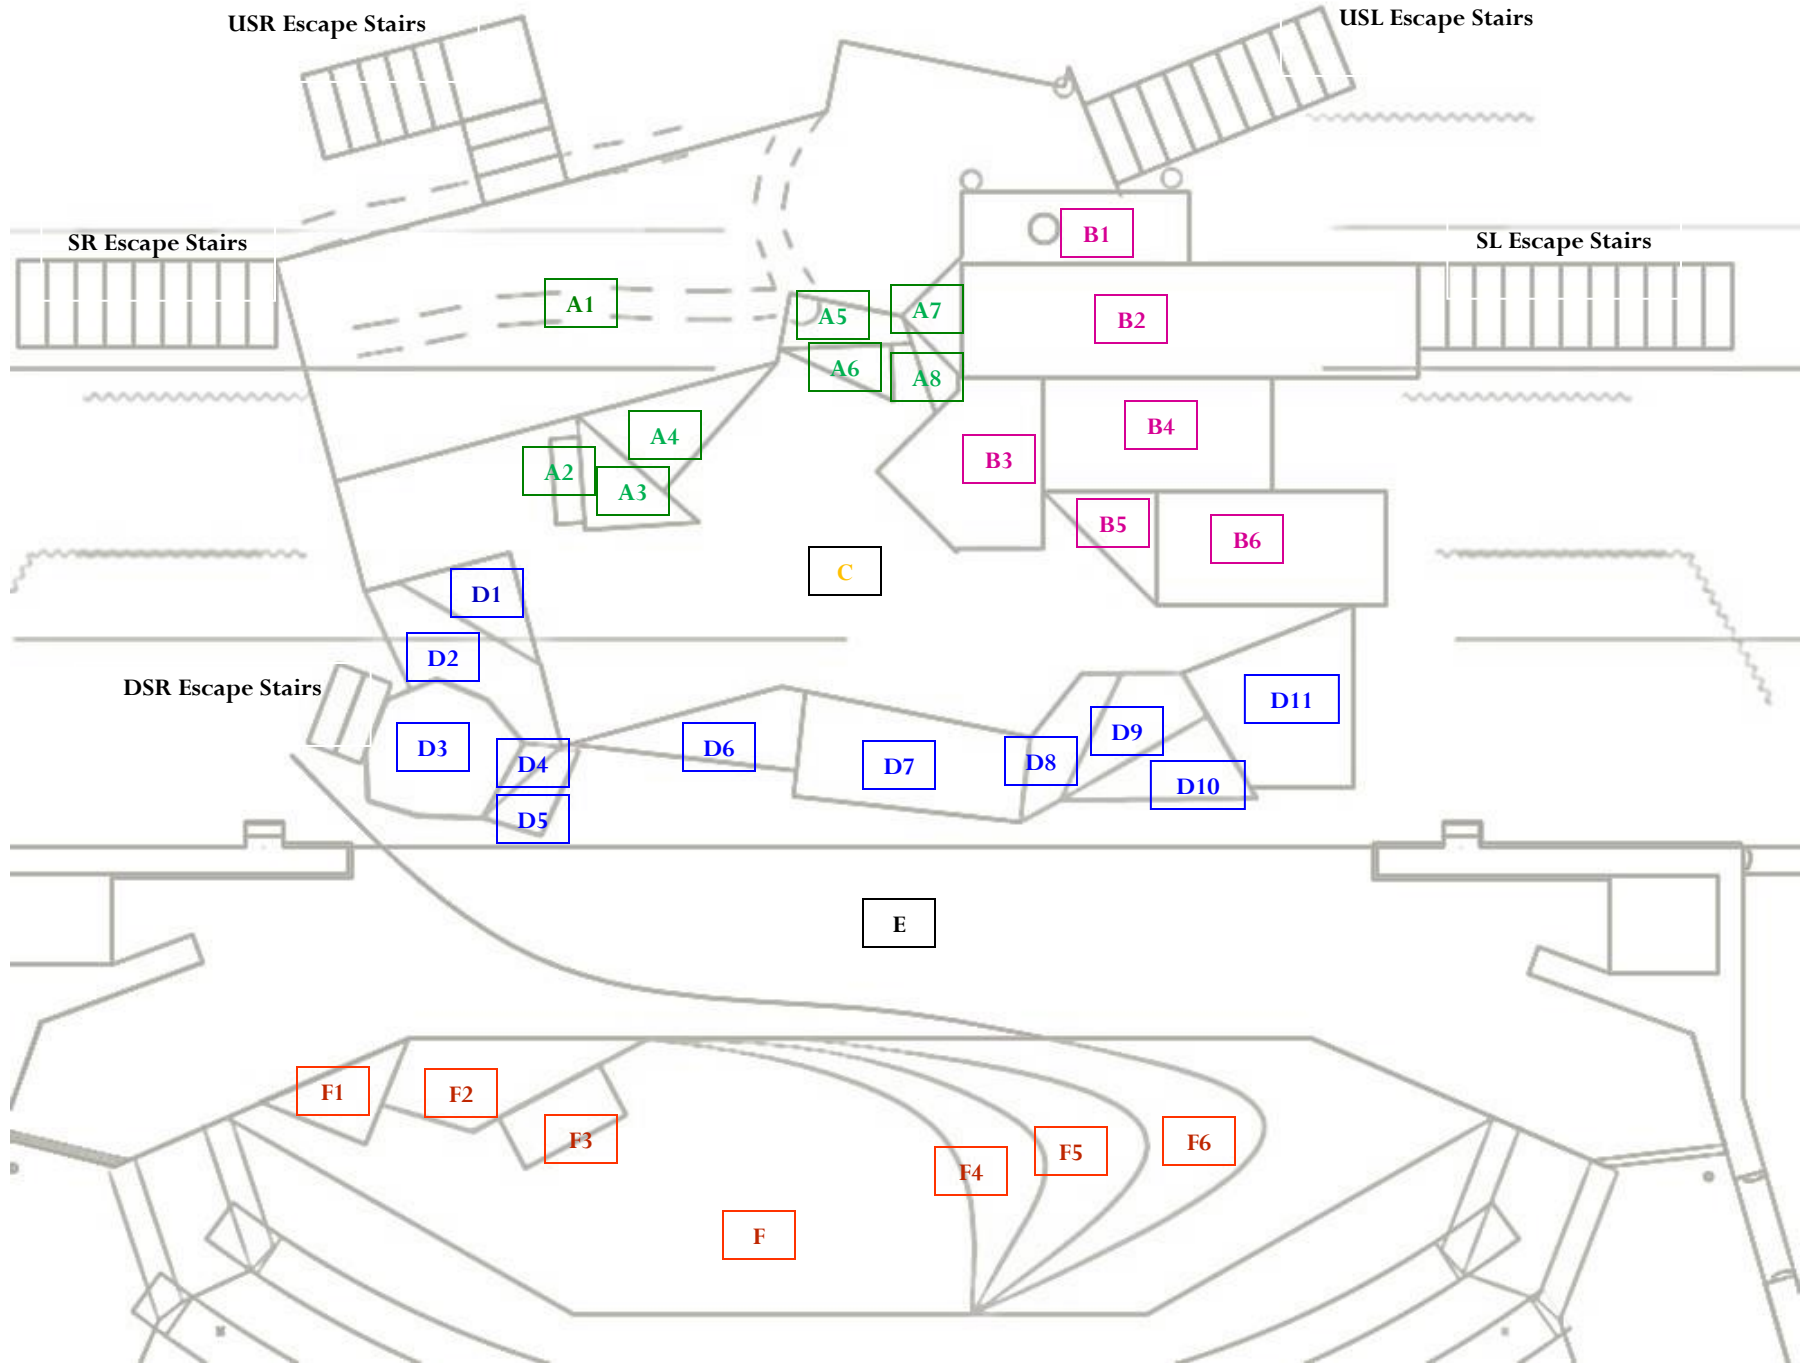 USR Escape Stairs
USL Escape Stairs
SR Escape Stairs
B1
SL Escape Stairs
A1
A5
A7
B2
A6
A8
A4
B4
A2
A3
B3
B5
B6
C
D1
D2
DSR Escape Stairs
D3
D4
D5
D6
D7
D8
D9
D10
D11
E
F1
F2
F3
F4
F5
F6
F